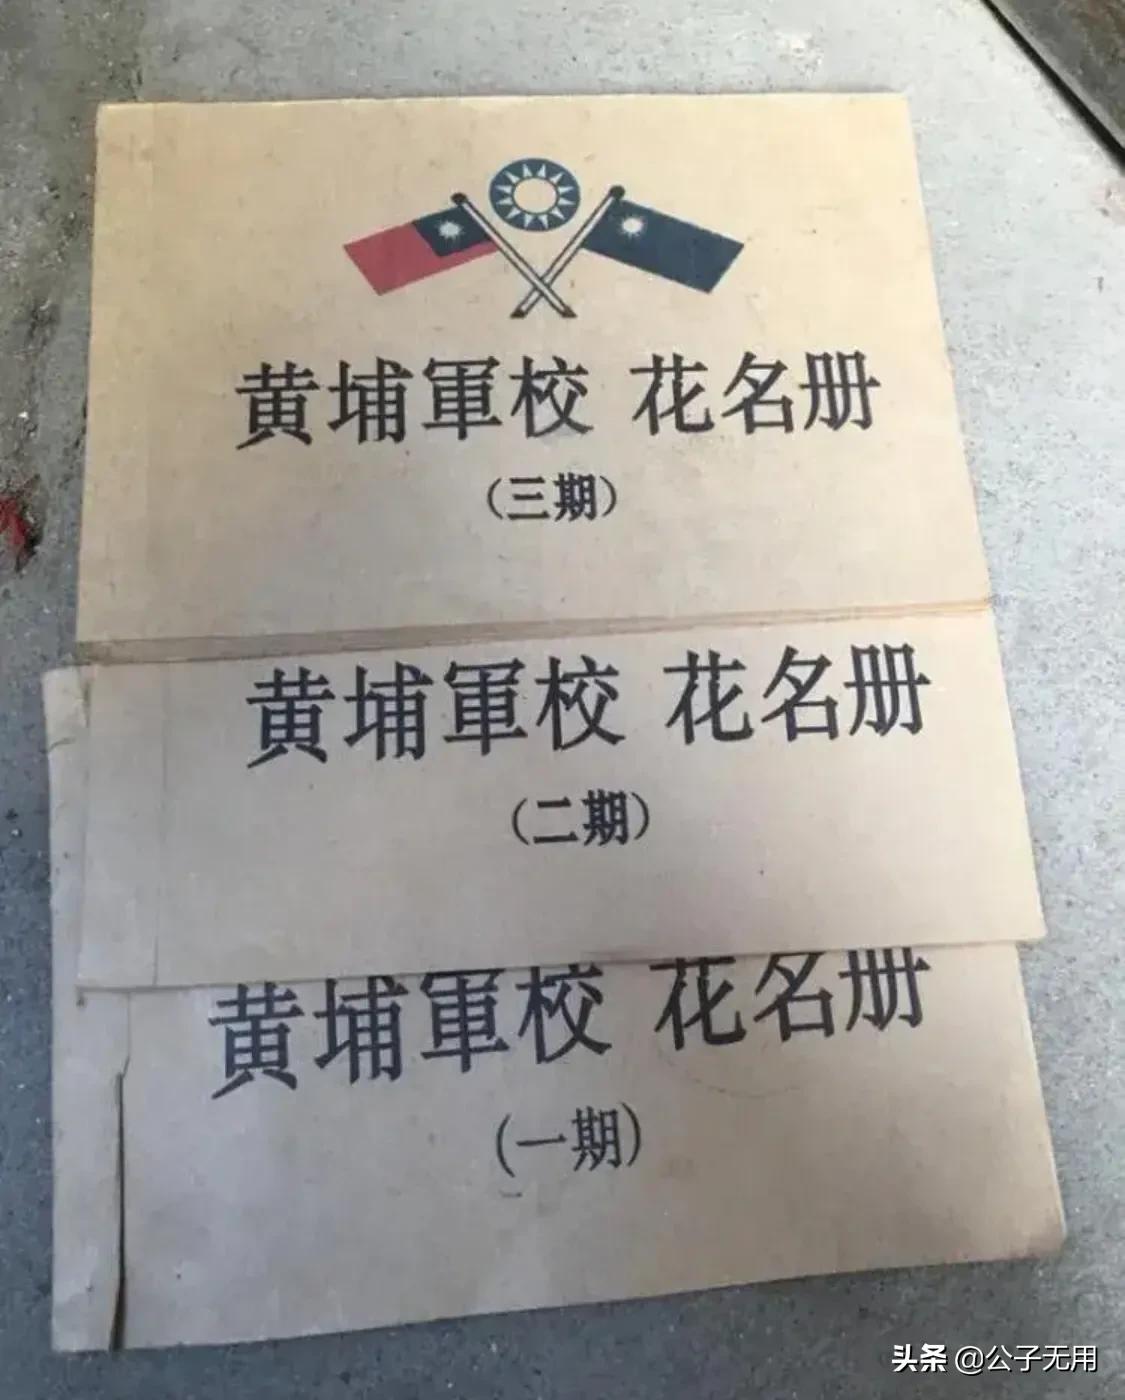 黄埔軍校 花名册
（三期）
黄埔軍校 花名册
（二期）
黄埔軍校 花名册
（一期）
头条 @公子无用